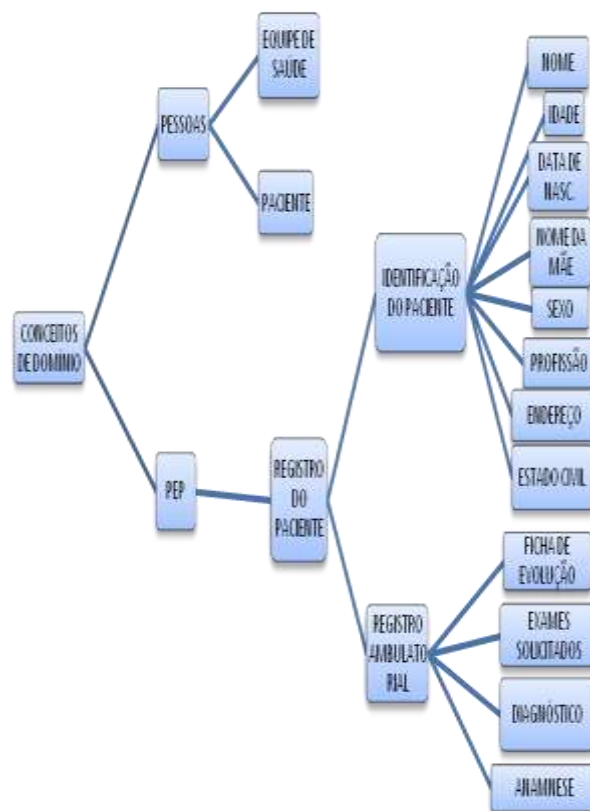 CONCEITOS
DE DOMÍNIO
PESSOAS
EQUIPE DE
SAÚDE
PACIENTE
PEP
REGISTRO
DO
PACIENTE
IDENTIFICAÇÃO
DO PACIENTE
NOME
IDADE
DATA DE
NASC.
NOME DA
MÃE
SEXO
PROFISSÃO
ENDEREÇO
ESTADO CIVIL
REGISTRO
AMBULATO
RIAL
FICHA DE
EVOLUÇÃO
EXAMES
SOLICITADOS
DIAGNÓSTICO
ANAMNESE